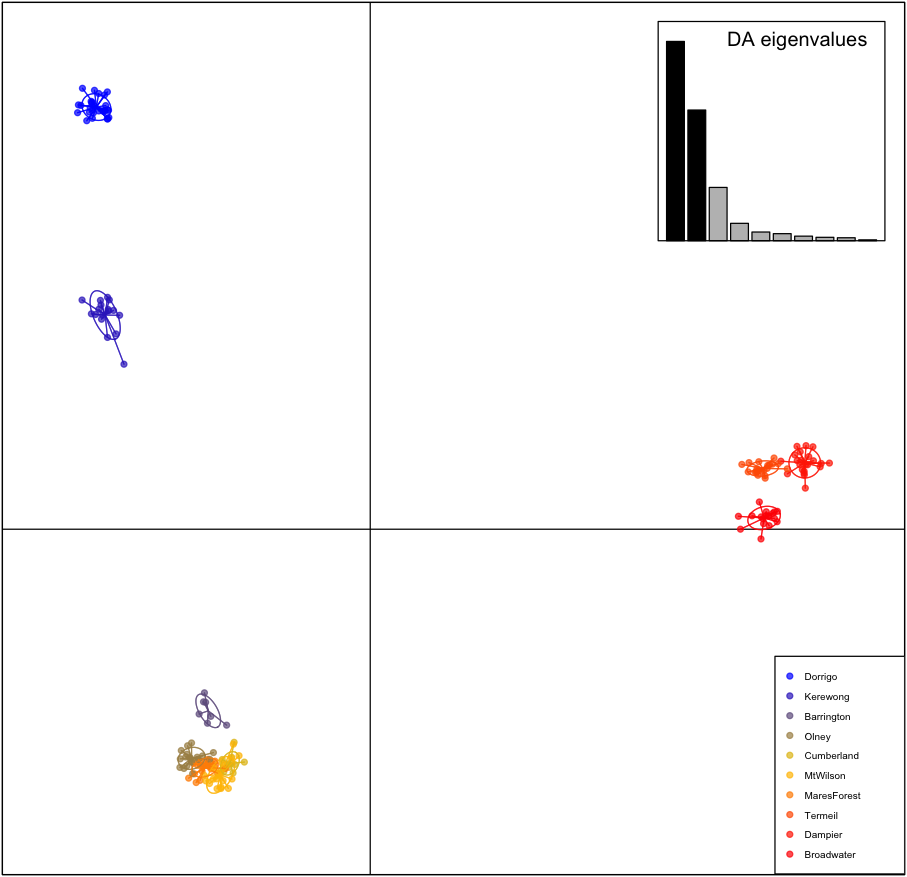 DA eigenvalues
Dorrigo
Kerewong
Barrington
Olney
Cumberland
MtWilson
MaresForest
Termeil
Dampier
Broadwater